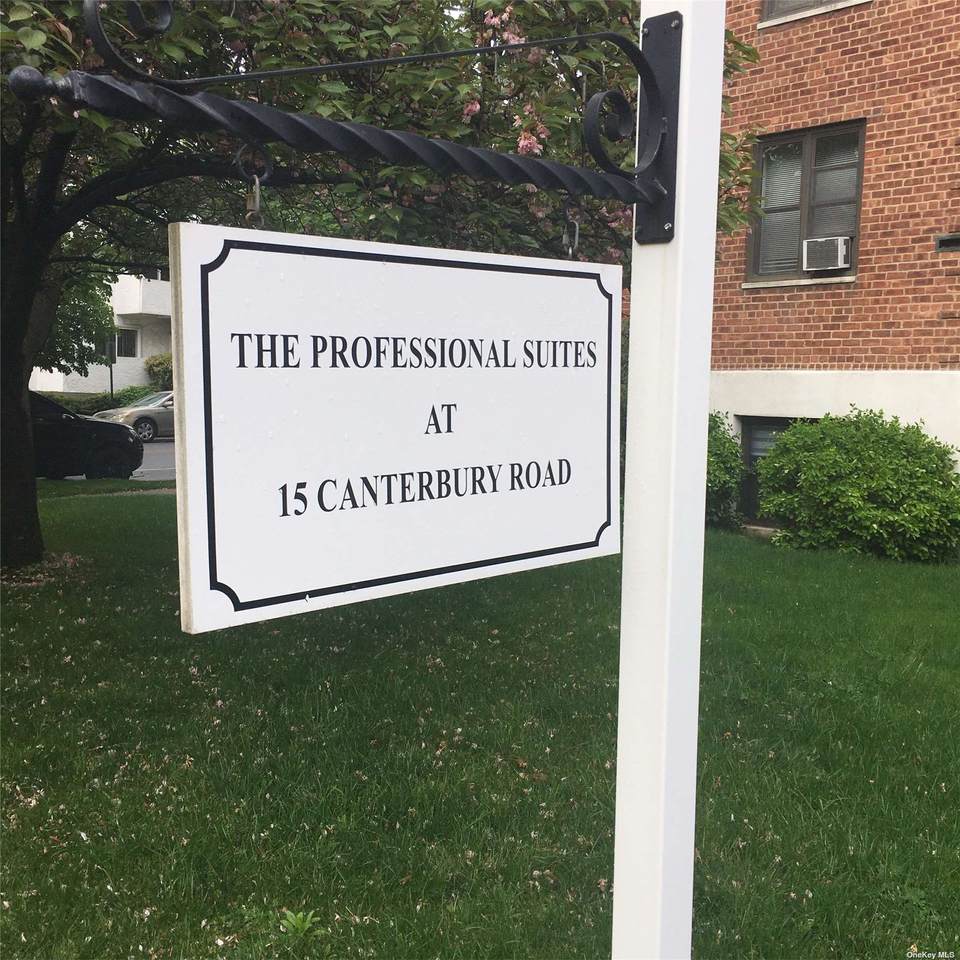 THE PROFESSIONAL SUITES
AT
15 CANTERBURY ROAD
OneKey MLS